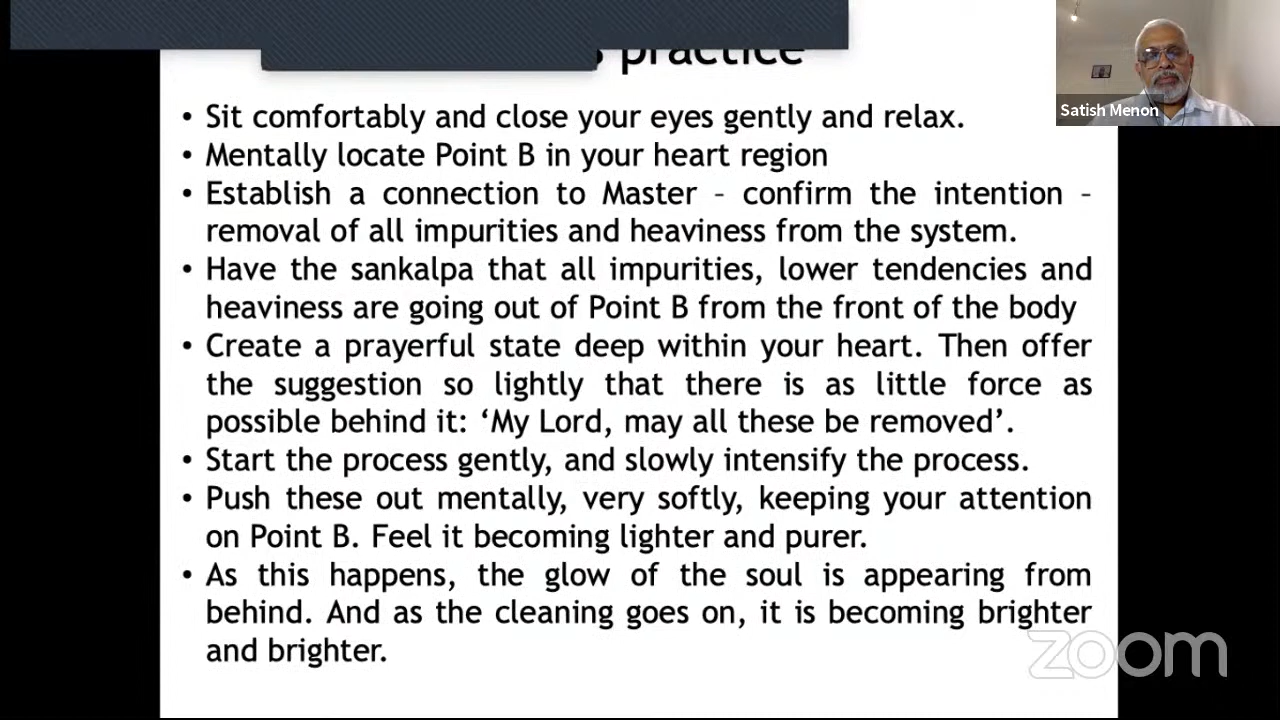 practice
Satish Menon
• Sit comfortably and close your eyes gently and relax.
• Mentally locate Point B in your heart region
• Establish a connection to Master – confirm the intention –
removal of all impurities and heaviness from the system.
• Have the sankalpa that all impurities, lower tendencies and
heaviness are going out of Point B from the front of the body
• Create a prayerful state deep within your heart. Then offer
the suggestion so lightly that there is as little force as
possible behind it: ‘My Lord, may all these be removed’.
• Start the process gently, and slowly intensify the process.
• Push these out mentally, very softly, keeping your attention
on Point B. Feel it becoming lighter and purer.
• As this happens, the glow of the soul is appearing from
behind. And as the cleaning goes on, it is becoming brighter
and brighter.
zoom